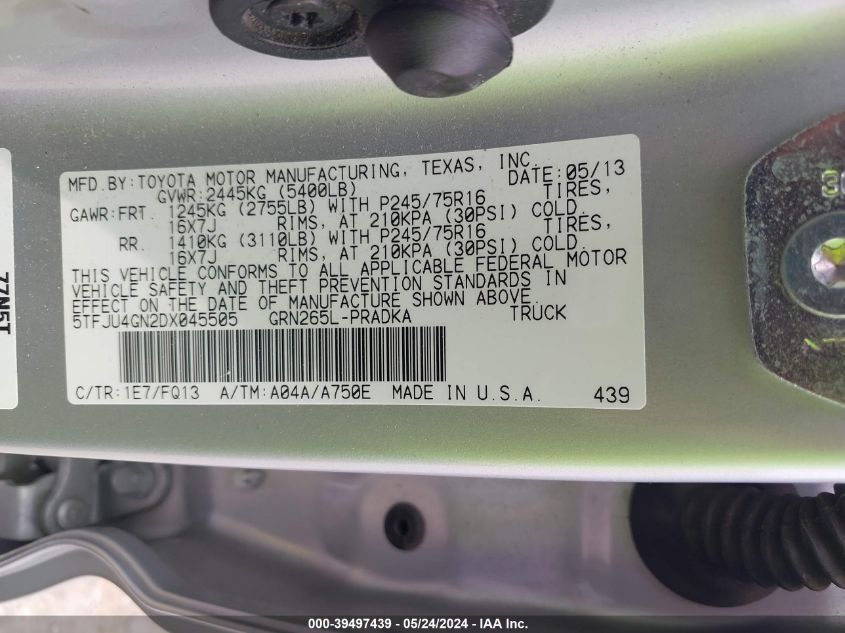 MFD. BY: TOYOTA MOTOR MANUFACTURING, TEXAS, INC. DATE: 05/13
GVWR: 2445KG (5400LB)
GAWR: FRT. 1245KG (2755LB) WITH P245/75R16 TIRES,
16X7J RIMS, AT 210KPA (30PSI) COLD.
RR. 1410KG (3110LB) WITH P245/75R16 TIRES,
16X7J RIMS, AT 210KPA (30PSI) COLD.
THIS VEHICLE CONFORMS TO ALL APPLICABLE FEDERAL MOTOR
VEHICLE SAFETY AND THEFT PREVENTION STANDARDS IN
EFFECT ON THE DATE OF MANUFACTURE SHOWN ABOVE.
5TFJU4GN2DX045505 GRN265L-PRADKA TRUCK
C/TR: 1E7/FQ13 A/TM: A04A/A750E MADE IN U.S.A. 439
77N5T
000-39497439 - 05/24/2024 - IAA Inc.